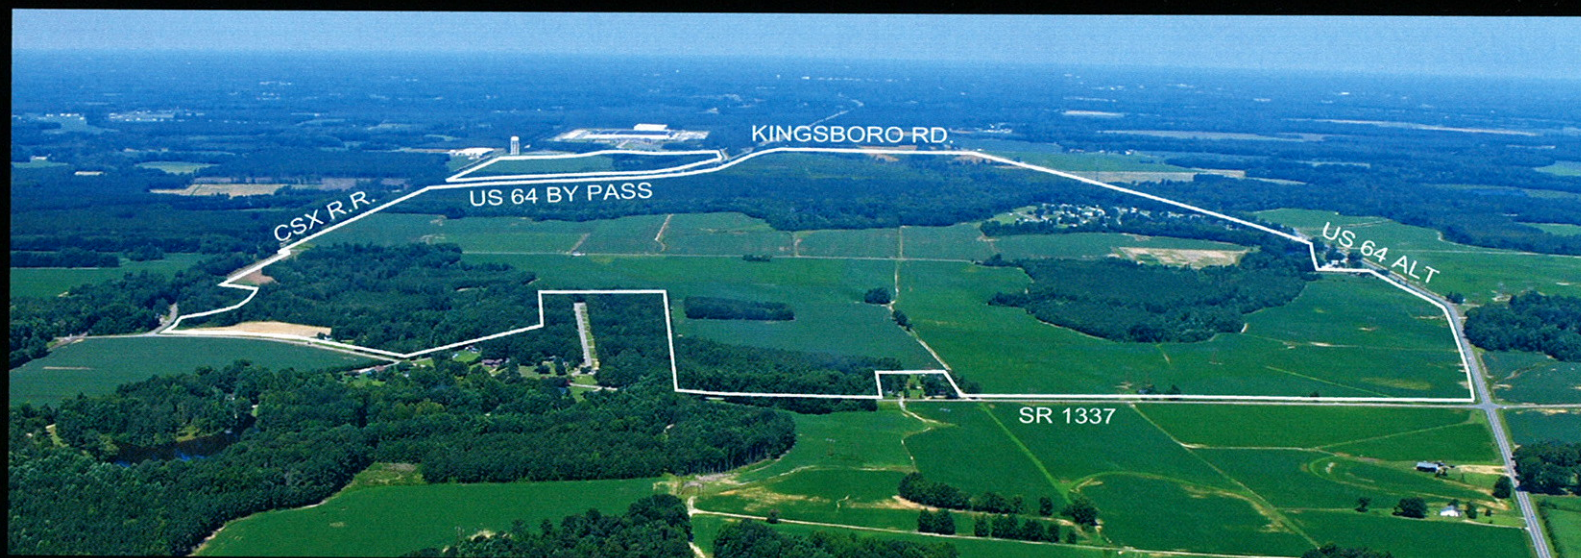 KINGSBORO RD.
US 64 BY PASS
CSX R.R.
US 64 ALT
SR 1337